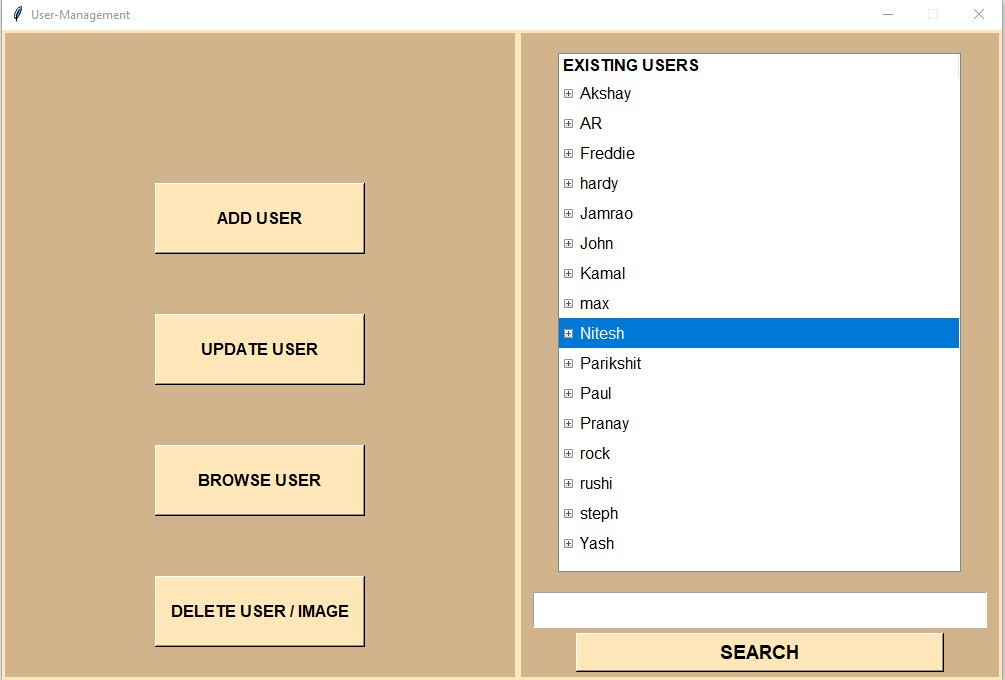 User-Management
ADD USER
UPDATE USER
BROWSE USER
DELETE USER / IMAGE
EXISTING USERS
Akshay
AR
Freddie
hardy
Jamrao
John
Kamal
max
Nitesh
Parikshit
Paul
Pranay
rock
rushi
steph
Yash
SEARCH